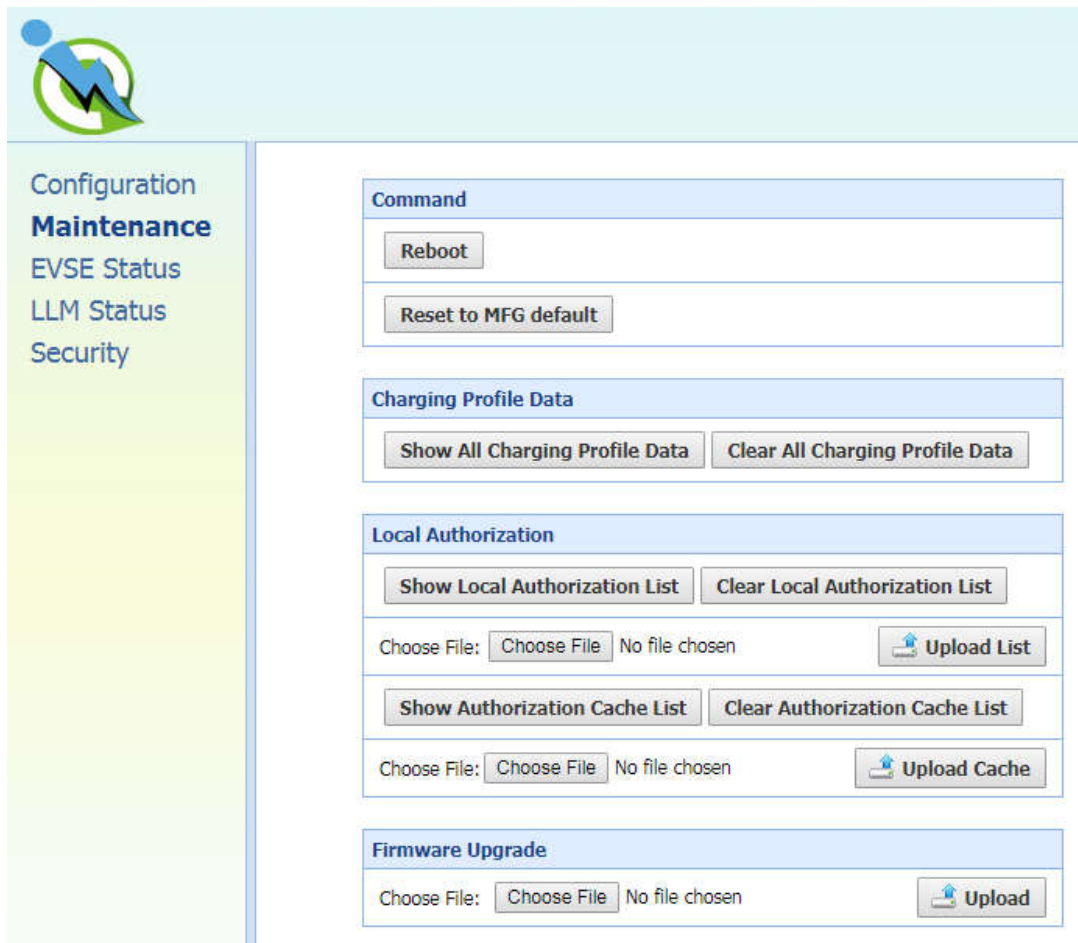 Configuration
Maintenance
EVSE Status
LLM Status
Security
Command
Reboot
Reset to MFG default
Charging Profile Data
Show All Charging Profile Data Clear All Charging Profile Data
Local Authorization
Show Local Authorization List Clear Local Authorization List
Choose File: Choose File No file chosen Upload List
Show Authorization Cache List Clear Authorization Cache List
Choose File: Choose File No file chosen Upload Cache
Firmware Upgrade
Choose File: Choose File No file chosen Upload